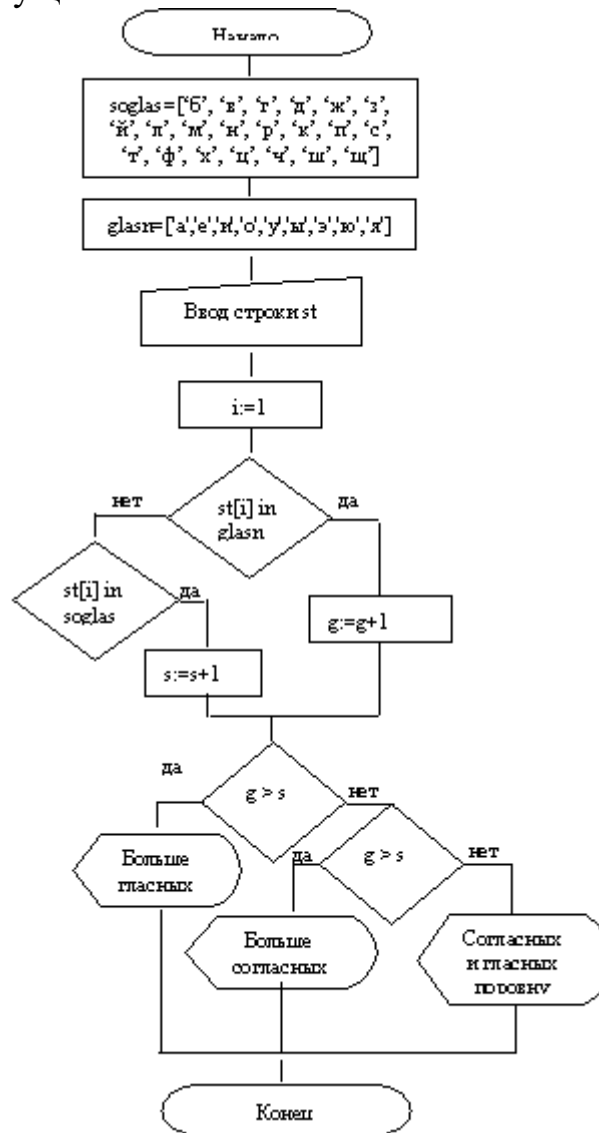 Начало
soglas=[‘б’, ‘в’, ‘г’, ‘д’, ‘ж’, ‘з’,
‘й’, ‘л’, ‘м’, ‘н’, ‘р’, ‘к’, ‘п’, ‘с’,
‘т’, ‘ф’, ‘х’, ‘ц’, ‘ч’, ‘ш’, ‘щ’]
glasn=['а','е','и','о','у','ы','э','ю','я']
Ввод строки st
i:=1
нет
st[i] in
glasn
да
st[i] in
soglas
да
g:=g+1
s:=s+1
да
g > s
нет
Больше
гласных
да
g > s
нет
Больше
согласных
Согласных
и гласных
поровну
Конец